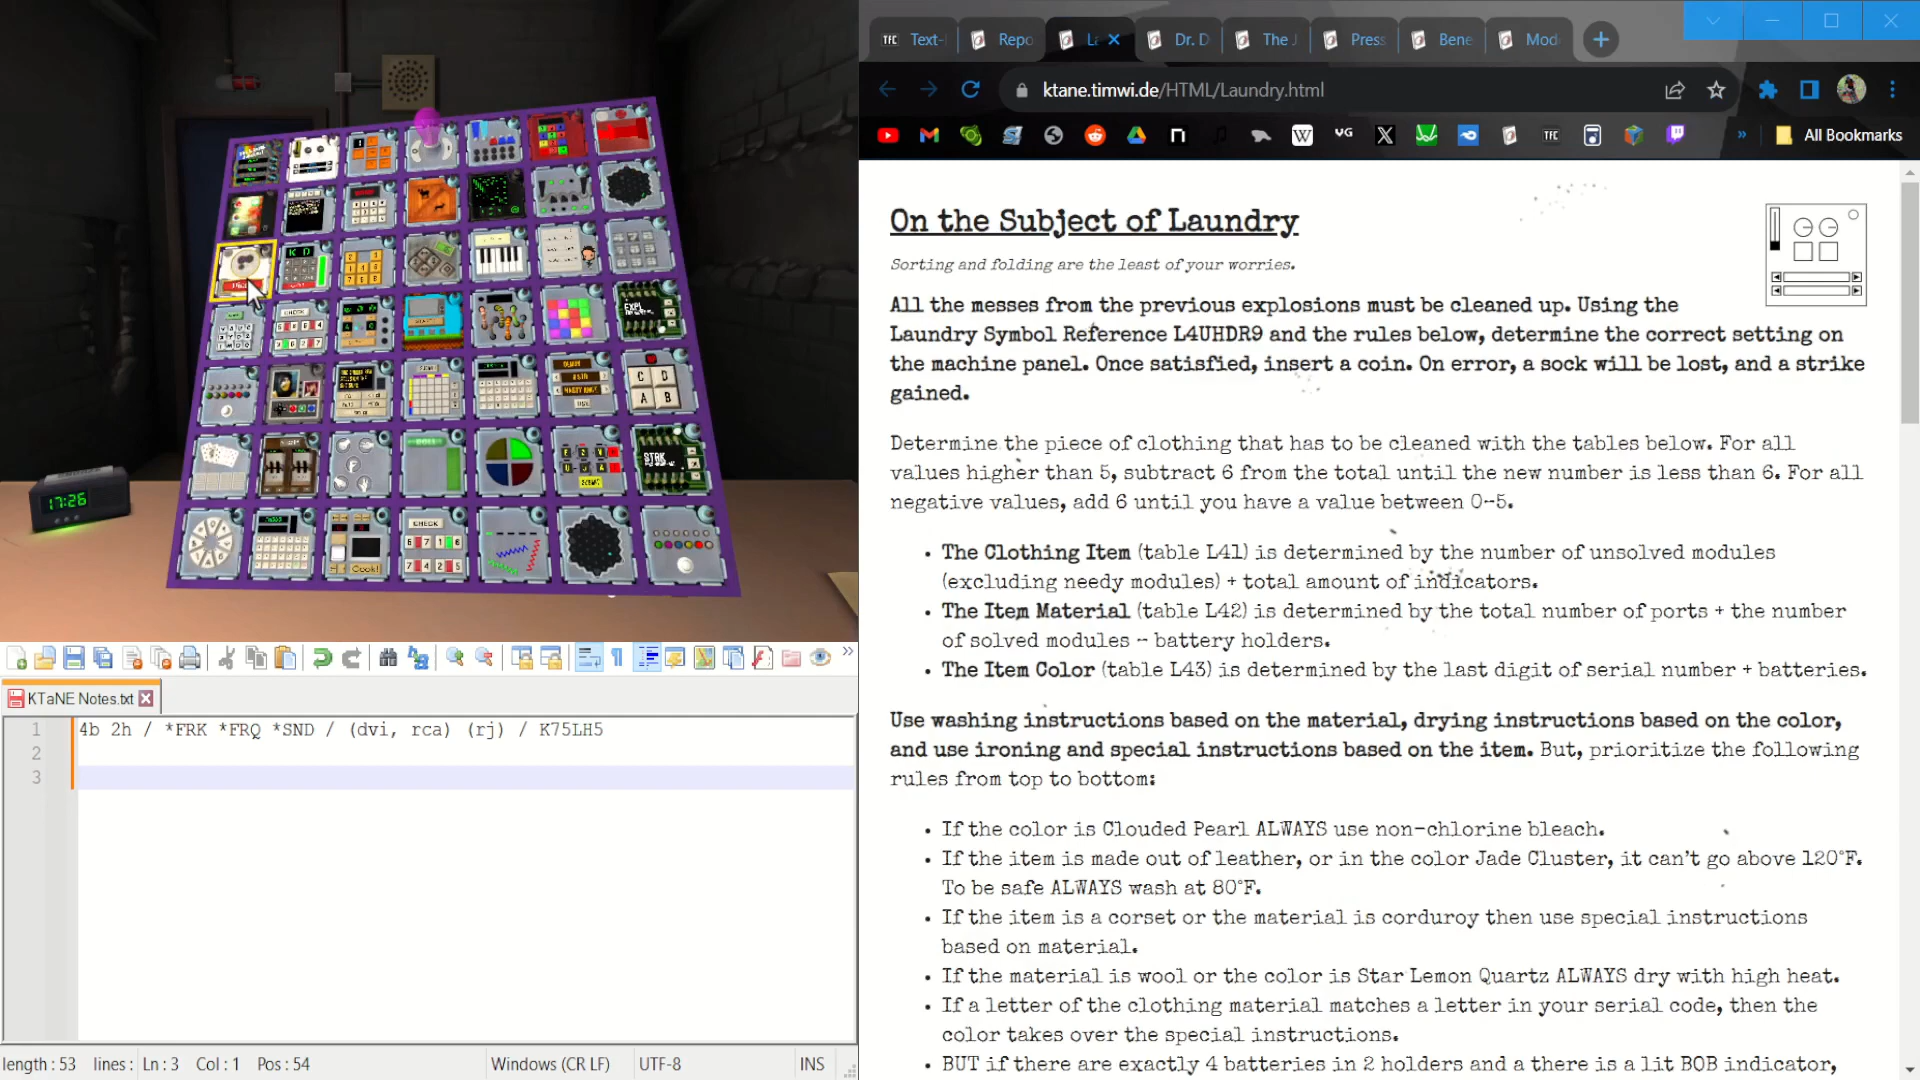 TFC Text-
Repo
La
Dr. D
The J
Press
Bene
Mod
ktane.timwi.de/HTML/Laundry.html
All Bookmarks
On the Subject of Laundry
Sorting and folding are the least of your worries.
All the messes from the previous explosions must be cleaned up. Using the
Laundry Symbol Reference L4UHDR9 and the rules below, determine the correct setting on
the machine panel. Once satisfied, insert a coin. On error, a sock will be lost, and a strike
gained.
Determine the piece of clothing that has to be cleaned with the tables below. For all
values higher than 5, subtract 6 from the total until the new number is less than 6. For all
negative values, add 6 until you have a value between 0-5.
• The Clothing Item (table L41) is determined by the number of unsolved modules
(excluding needy modules) + total amount of indicators.
• The Item Material (table L42) is determined by the total number of ports + the number
of solved modules - battery holders.
• The Item Color (table L43) is determined by the last digit of serial number + batteries.
Use washing instructions based on the material, drying instructions based on the color,
and use ironing and special instructions based on the item. But, prioritize the following
rules from top to bottom:
• If the color is Clouded Pearl ALWAYS use non-chlorine bleach.
• If the item is made out of leather, or in the color Jade Cluster, it can't go above 120°F.
To be safe ALWAYS wash at 80°F.
• If the item is a corset or the material is corduroy then use special instructions
based on material.
• If the material is wool or the color is Star Lemon Quartz ALWAYS dry with high heat.
• If a letter of the clothing material matches a letter in your serial code, then the
color takes over the special instructions.
• BUT if there are exactly 4 batteries in 2 holders and a there is a lit BOB indicator,
17:26
KTaNE Notes.txt
1 4b 2h / *FRK *FRQ *SND / (dvi, rca) (rj) / K75LH5
2
3
length : 53 lines : Ln : 3 Col : 1 Pos : 54 Windows (CR LF) UTF-8 INS